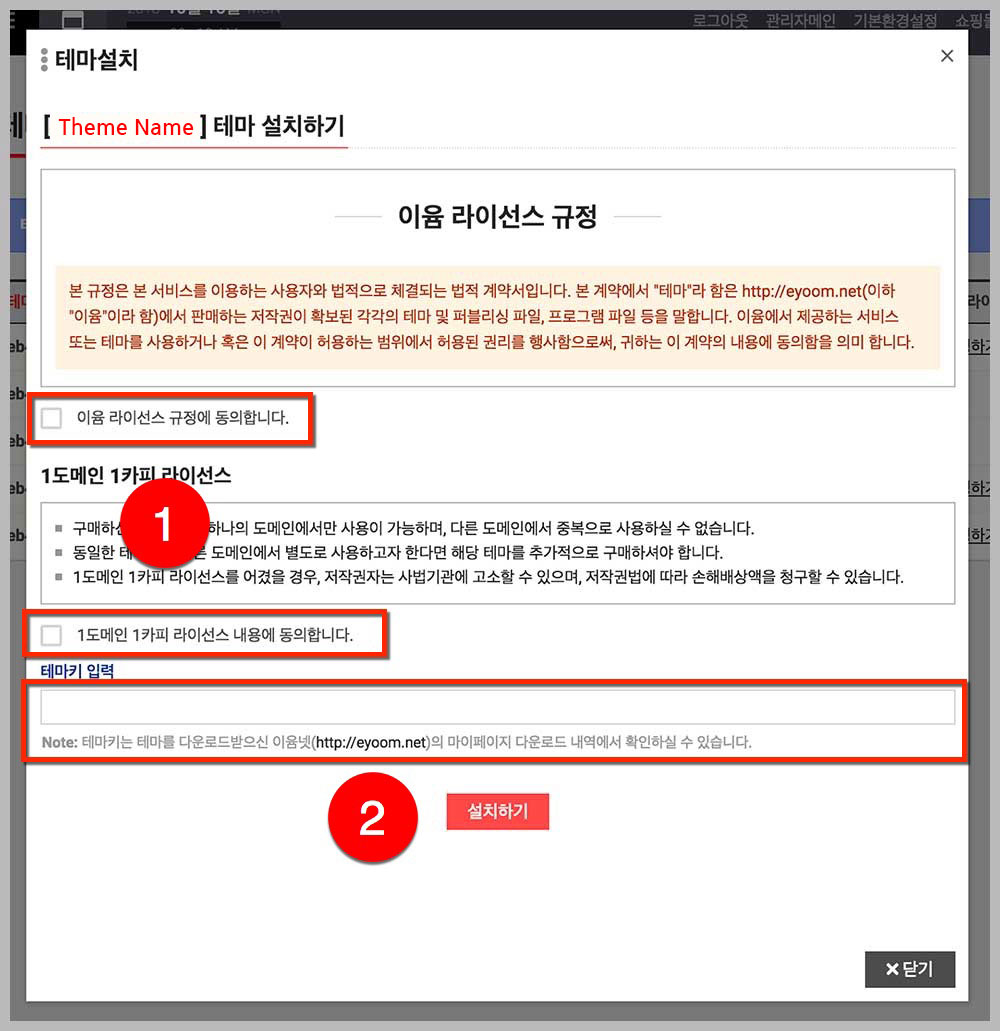 로그아웃 관리자메인 기본환경설정 쇼핑몰
테마설치
×
[ Theme Name ] 테마 설치하기
이윰 라이선스 규정
본 규정은 본 서비스를 이용하는 사용자와 법적으로 체결되는 법적 계약서입니다. 본 계약에서 "테마"라 함은 http://eyoom.net(이하
"이윰"이라 함)에서 판매하는 저작권이 확보된 각각의 테마 및 퍼블리싱 파일, 프로그램 파일 등을 말합니다. 이윰에서 제공하는 서비스
또는 테마를 사용하거나 혹은 이 계약이 허용하는 범위에서 허용된 권리를 행사함으로써, 귀하는 이 계약의 내용에 동의함을 의미 합니다.
이윰 라이선스 규정에 동의합니다.
1도메인 1카피 라이선스
1
구매하신 하나의 도메인에서만 사용이 가능하며, 다른 도메인에서 중복으로 사용하실 수 없습니다.
동일한 도메인에서 별도로 사용하고자 한다면 해당 테마를 추가적으로 구매하셔야 합니다.
1도메인 1카피 라이선스를 어겼을 경우, 저작권자는 사법기관에 고소할 수 있으며, 저작권법에 따라 손해배상액을 청구할 수 있습니다.
1도메인 1카피 라이선스 내용에 동의합니다.
테마키 입력
Note: 테마키는 테마를 다운로드받으신 이윰넷(http://eyoom.net)의 마이페이지 다운로드 내역에서 확인하실 수 있습니다.
2
설치하기
닫기